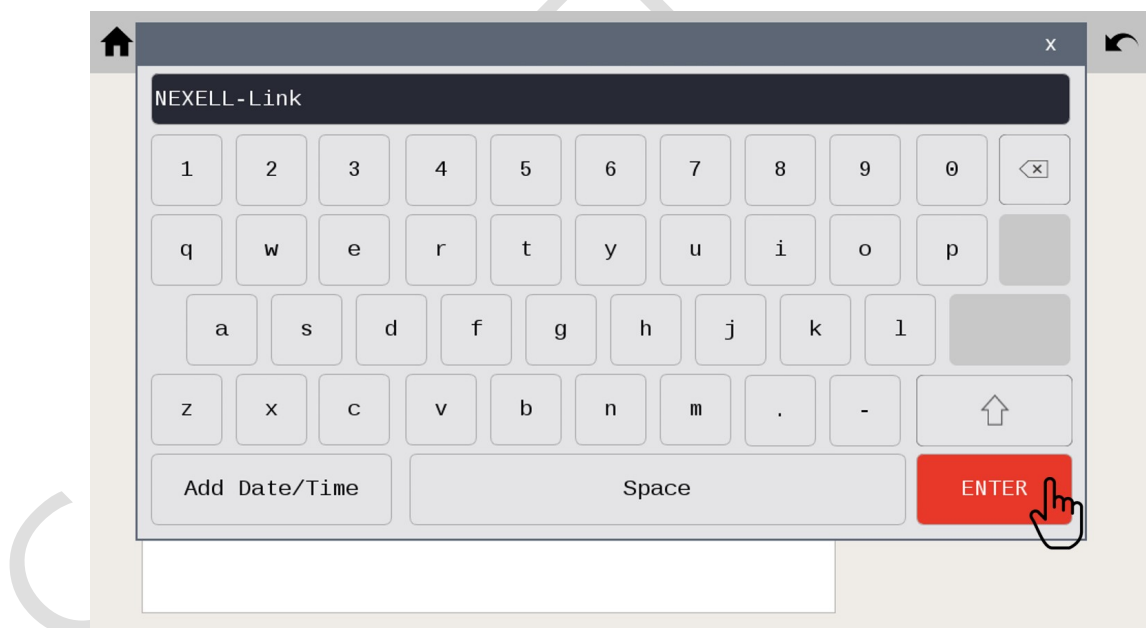 x
NEXELL-Link
1 2 3 4 5 6 7 8 9 0
q w e r t y u i o p
a s d f g h j k l
z x c v b n m . -
Add Date/Time Space ENTER